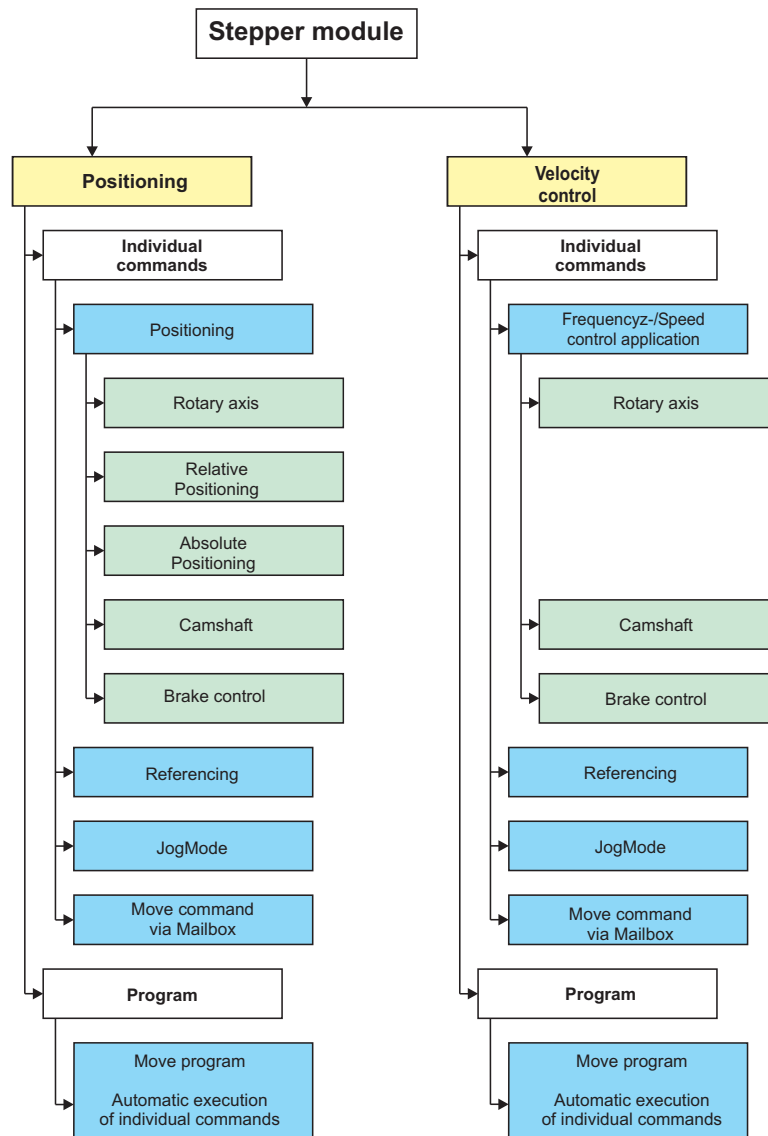 Stepper module
Positioning
Individual
commands
Positioning
Rotary axis
Relative
Positioning
Absolute
Positioning
Camshaft
Brake control
Referencing
JogMode
Move command
via Mailbox
Program
Move program
Automatic execution
of individual commands
Velocity
control
Individual
commands
Frequencyz-/Speed
control application
Rotary axis
Camshaft
Brake control
Referencing
JogMode
Move command
via Mailbox
Program
Move program
Automatic execution
of individual commands